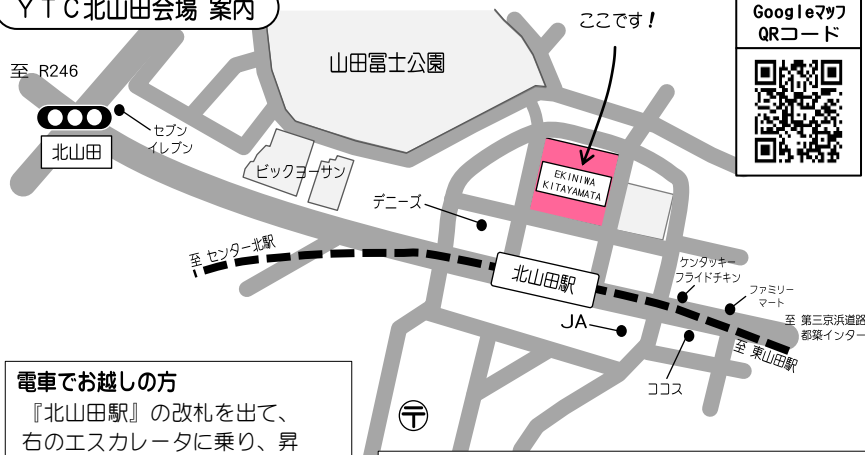 YTC北山田会場 案内
ここです!
Googleマップ
QRコード
至 R246
山田富士公園
セブン
イレブン
北山田
ビックヨーサン
EKINIWA
KITAYAMATA
デニーズ
至 センター北駅
北山田駅
ケンタッキー
フライドチキン
ファミリー
マート
JA
至 第三京浜道路
都築インター
至 東山田駅
ココス
〒
電車でお越しの方
『北山田駅』の改札を出て、
右のエスカレータに乗り、昇